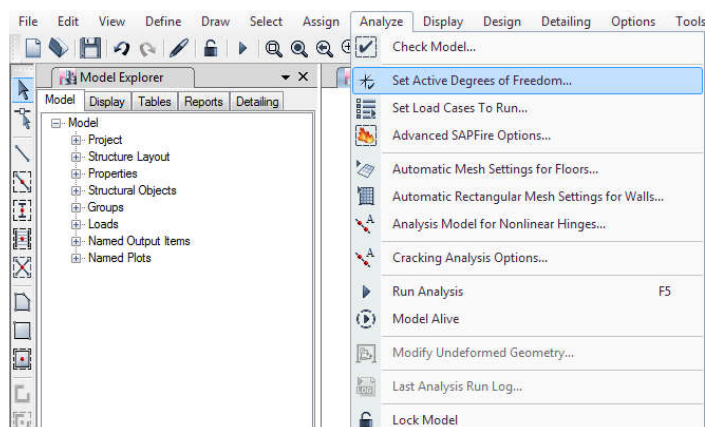 File Edit View Define Draw Select Assign Analyze Display Design Detailing Options Tools
Model Explorer
Model Display Tables Reports Detailing
Model
Project
Structure Layout
Properties
Structural Objects
Groups
Loads
Named Output Items
Named Plots
Check Model...
Set Active Degrees of Freedom...
Set Load Cases To Run...
Advanced SAPFire Options...
Automatic Mesh Settings for Floors...
Automatic Rectangular Mesh Settings for Walls...
Analysis Model for Nonlinear Hinges...
Cracking Analysis Options...
Run Analysis F5
Model Alive
Modify Undeformed Geometry...
Last Analysis Run Log...
Lock Model